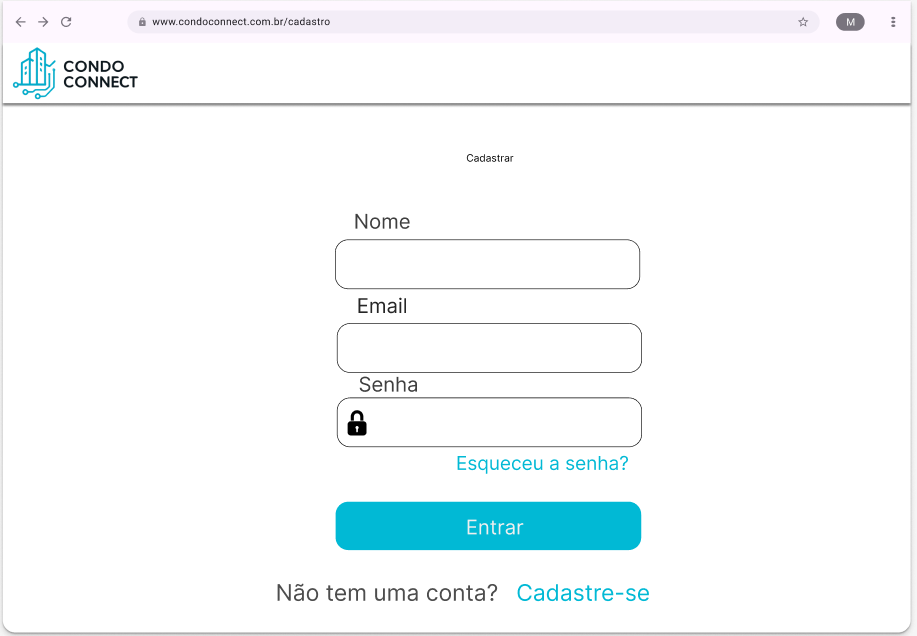 www.condoconnect.com.br/cadastro
M
CONDO
CONNECT
Cadastrar
Nome
Email
Senha
Esqueceu a senha?
Entrar
Não tem uma conta? Cadastre-se